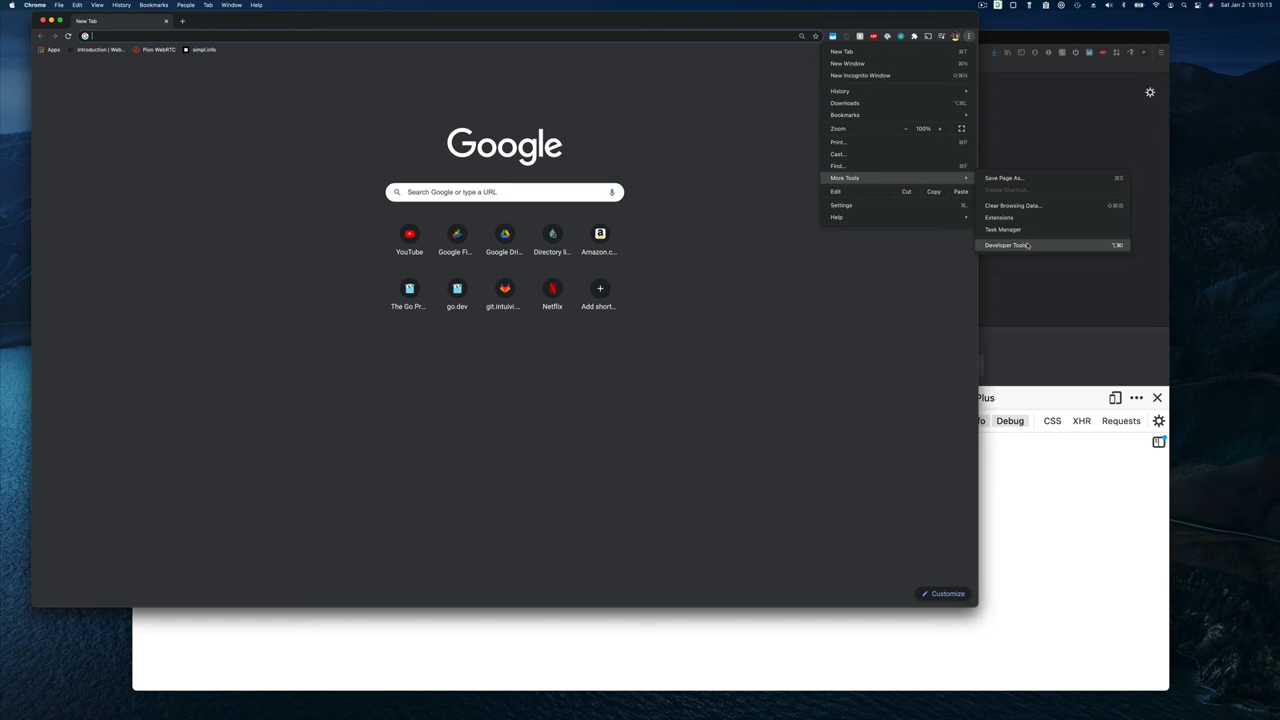 Chrome File Edit View History Bookmarks People Tab Window Help
Sat Jan 2 13:10:13
New Tab
Apps Introduction | Web... Pion WebRTC simpl.info
New Tab ⌘T
New Window ⌘N
New Incognito Window ⇧⌘N
History
Downloads ⌥⌘L
Bookmarks
Zoom − 100% +
Print... ⌘P
Cast...
Find... ⌘F
More Tools
Edit Cut Copy Paste
Settings ⌘,
Help
Save Page As... ⌘S
Create Shortcut...
Clear Browsing Data... ⇧⌘⌫
Extensions
Task Manager
Developer Tools ⌥⌘I
Google
Search Google or type a URL
YouTube Google Fi... Google Dri... Directory li... Amazon.c...
The Go Pr... go.dev git.intuivi.... Netflix Add short...
Customize
Plus
Debug CSS XHR Requests